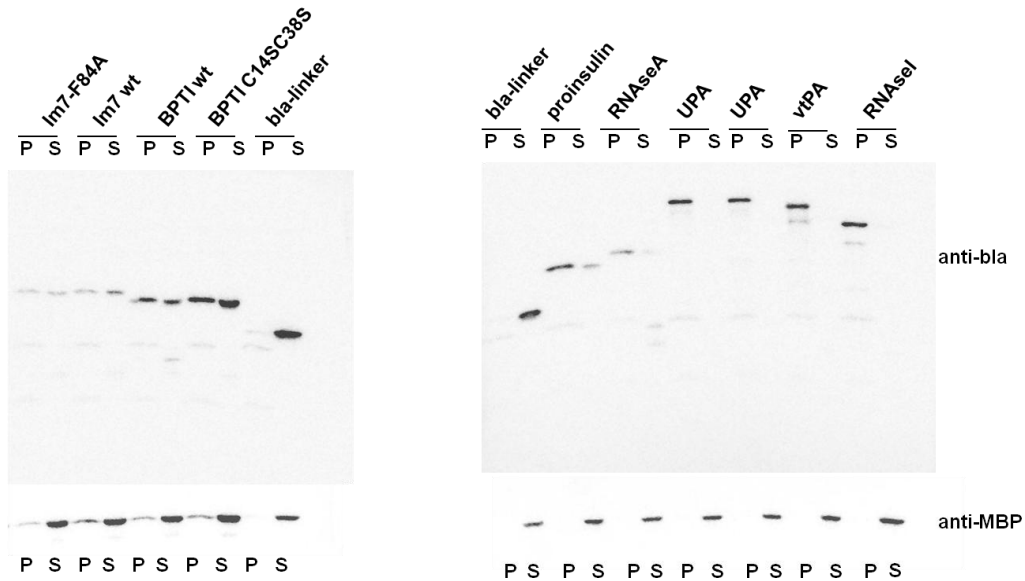 Im7-F84A Im7 wt BPTI wt BPTI C14SC38S bla-linker
P S P S P S P S P S
bla-linker proinsulin RNAseA UPA UPA vtPA RNAseI
P S P S P S P S P S P S P S
anti-bla
anti-MBP
P S P S P S P S P S
P S P S P S P S P S P S P S